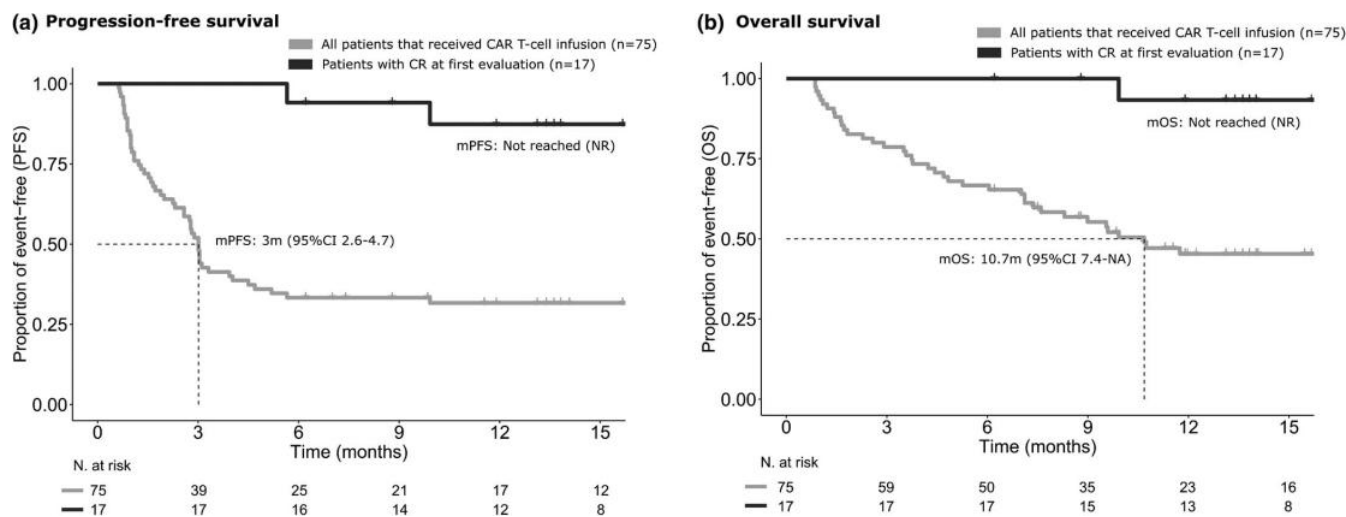 (a) Progression-free survival
All patients that received CAR T-cell infusion (n=75)
Patients with CR at first evaluation (n=17)
Proportion of event-free (PFS)
1.00
0.75
0.50
0.25
0.00
mPFS: Not reached (NR)
mPFS: 3m (95%CI 2.6-4.7)
0 3 6 9 12 15
Time (months)
N. at risk
75 39 25 21 17 12
17 17 16 14 12 8
(b) Overall survival
All patients that received CAR T-cell infusion (n=75)
Patients with CR at first evaluation (n=17)
Proportion of event-free (OS)
1.00
0.75
0.50
0.25
0.00
mOS: Not reached (NR)
mOS: 10.7m (95%CI 7.4-NA)
0 3 6 9 12 15
Time (months)
N. at risk
75 59 50 35 23 16
17 17 17 15 13 8